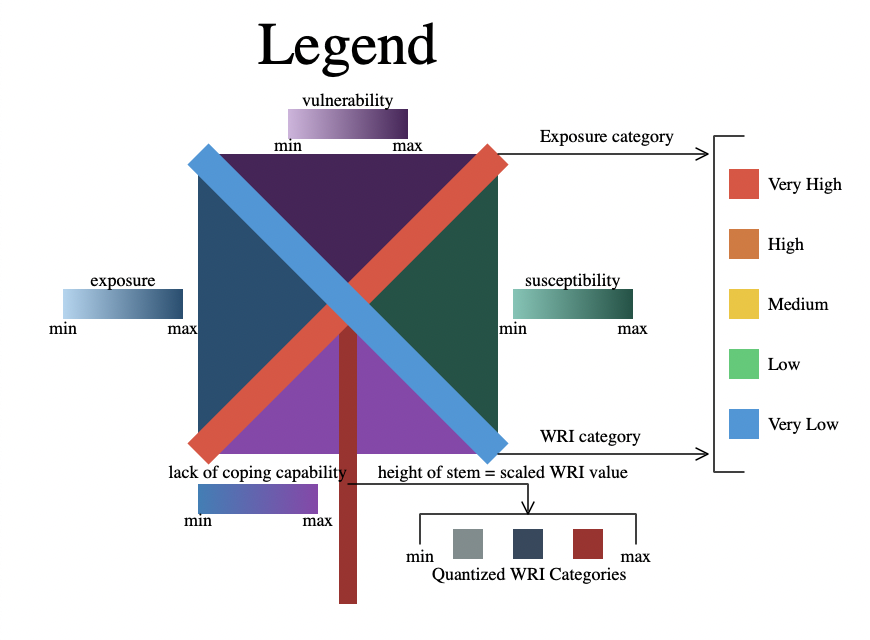 Legend
vulnerability
min max
Exposure category
Very High
High
exposure
min max
susceptibility
min max
Medium
Low
Very Low
WRI category
lack of coping capability
min max
height of stem = scaled WRI value
min max
Quantized WRI Categories